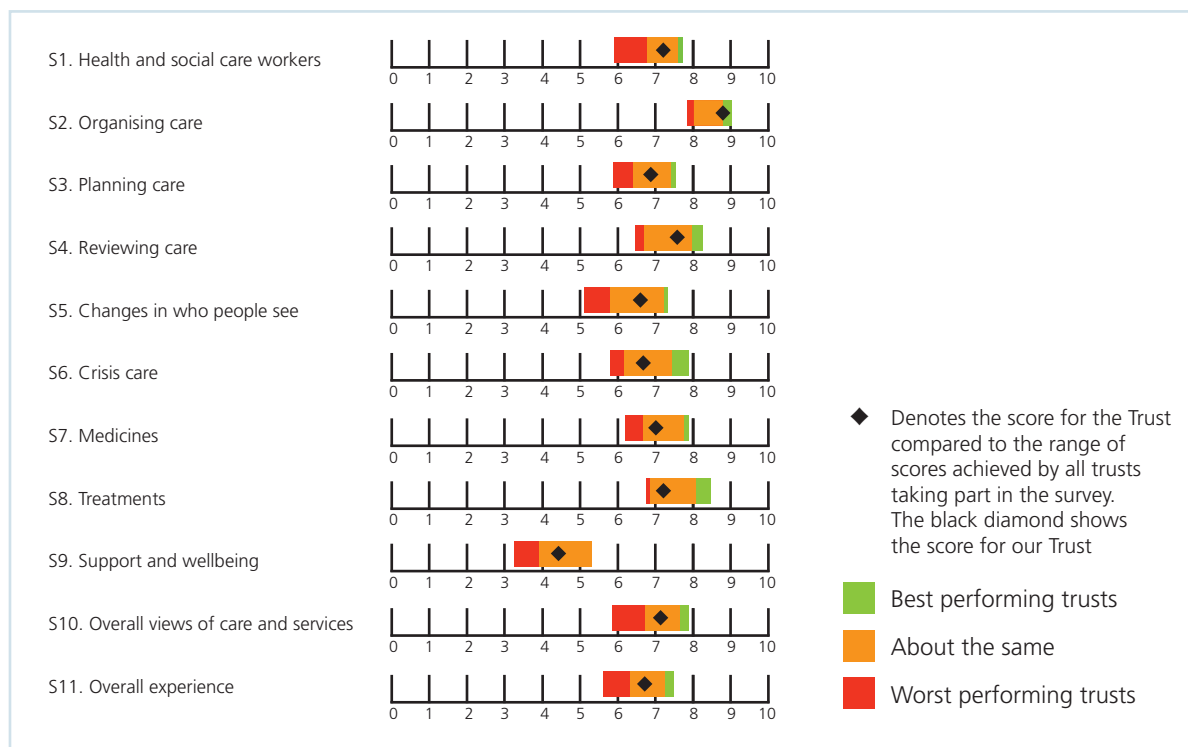 S1. Health and social care workers
0 1 2 3 4 5 6 7 8 9 10
S2. Organising care
0 1 2 3 4 5 6 7 8 9 10
S3. Planning care
0 1 2 3 4 5 6 7 8 9 10
S4. Reviewing care
0 1 2 3 4 5 6 7 8 9 10
S5. Changes in who people see
0 1 2 3 4 5 6 7 8 9 10
S6. Crisis care
0 1 2 3 4 5 6 7 8 9 10
S7. Medicines
0 1 2 3 4 5 6 7 8 9 10
S8. Treatments
0 1 2 3 4 5 6 7 8 9 10
S9. Support and wellbeing
0 1 2 3 4 5 6 7 8 9 10
S10. Overall views of care and services
0 1 2 3 4 5 6 7 8 9 10
S11. Overall experience
0 1 2 3 4 5 6 7 8 9 10
Denotes the score for the Trust
compared to the range of
scores achieved by all trusts
taking part in the survey.
The black diamond shows
the score for our Trust
Best performing trusts
About the same
Worst performing trusts